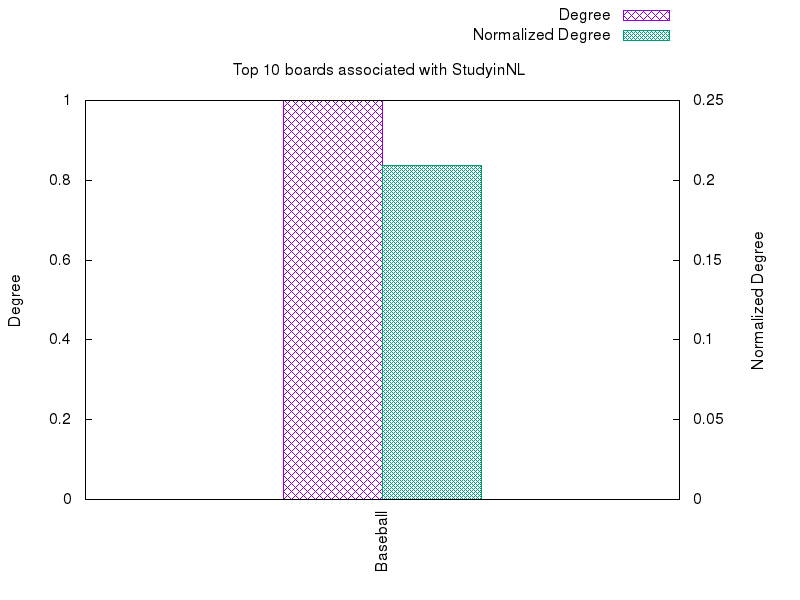 Degree
Normalized Degree
Top 10 boards associated with StudyinNL
1
0.8
0.6
0.4
0.2
0
0.25
0.2
0.15
0.1
0.05
0
Degree
Normalized Degree
Baseball